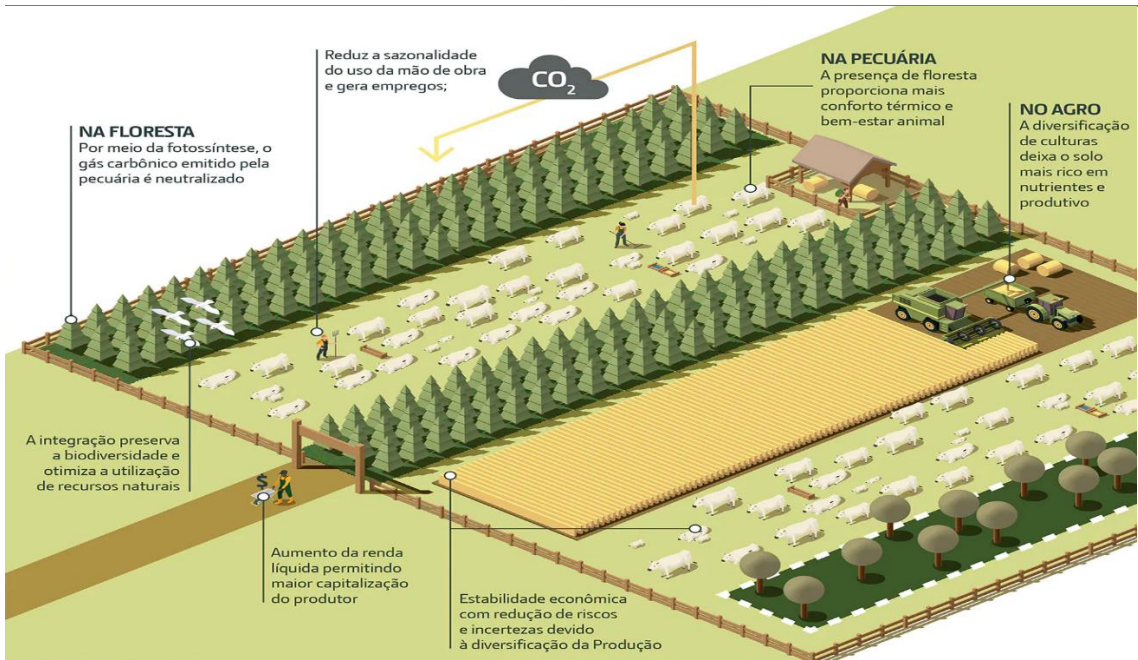 Reduz a sazonalidade
do uso da mão de obra
e gera empregos;
CO2
NA PECUÁRIA
A presença de floresta
proporciona mais
conforto térmico e
bem-estar animal
NO AGRO
A diversificação
de culturas
deixa o solo
mais rico em
nutrientes e
produtivo
NA FLORESTA
Por meio da fotossíntese, o
gás carbônico emitido pela
pecuária é neutralizado
A integração preserva
a biodiversidade e
otimiza a utilização
de recursos naturais
$
Aumento da renda
líquida permitindo
maior capitalização
do produtor
Estabilidade econômica
com redução de riscos
e incertezas devido
à diversificação da Produção